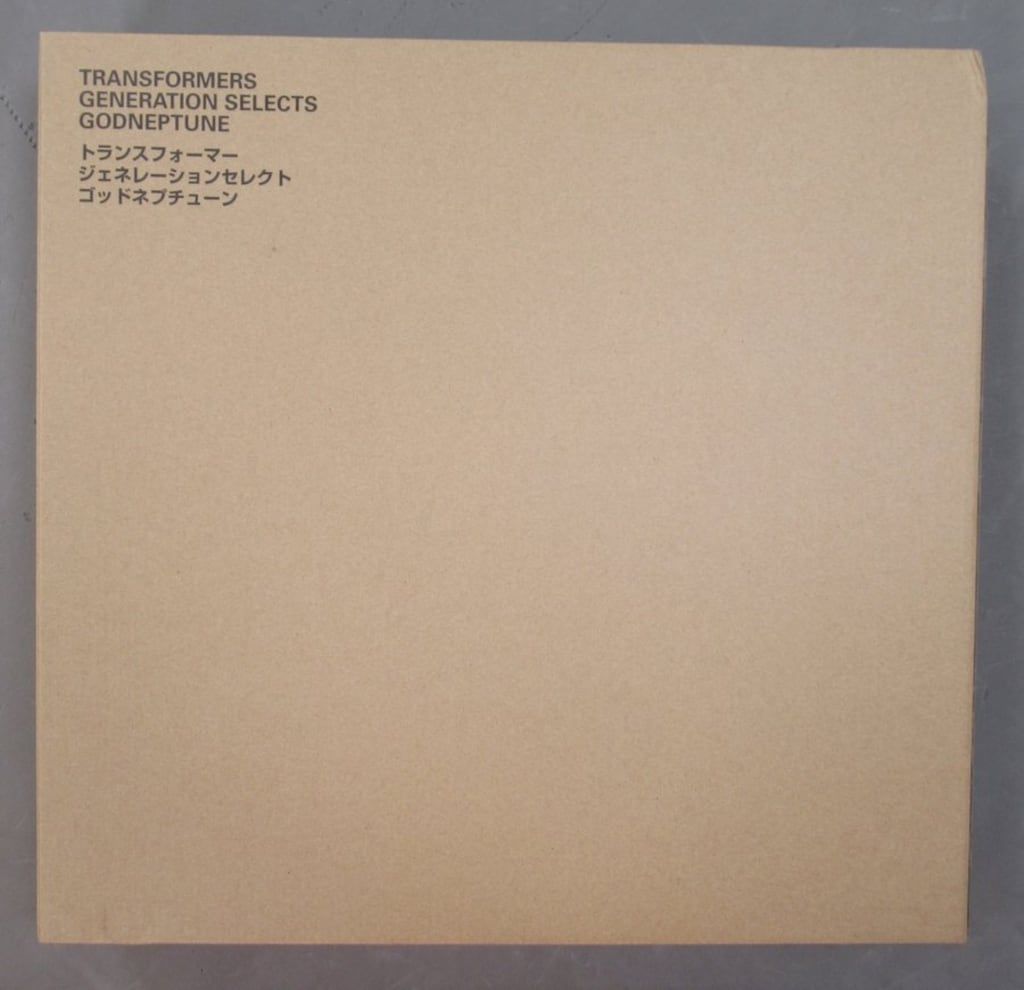 TRANSFORMERS
GENERATION SELECTS
GODNEPTUNE
トランスフォーマー
ジェネレーションセレクト
ゴッドネプチューン